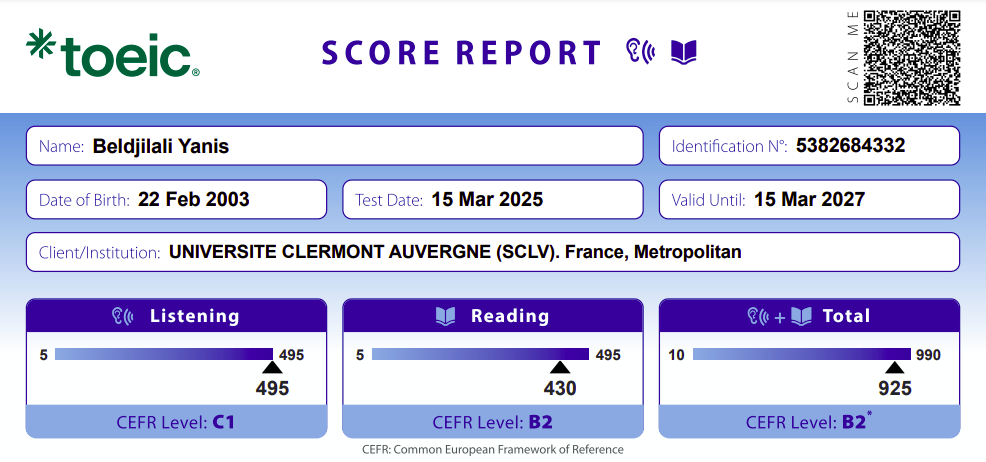 toeic®
SCORE REPORT
SCAN ME
Name: Beldjilali Yanis
Identification N°: 5382684332
Date of Birth: 22 Feb 2003
Test Date: 15 Mar 2025
Valid Until: 15 Mar 2027
Client/Institution: UNIVERSITE CLERMONT AUVERGNE (SCLV). France, Metropolitan
Listening
5 495
495
CEFR Level: C1
Reading
5 495
430
CEFR Level: B2
+ Total
10 990
925
CEFR Level: B2*
CEFR: Common European Framework of Reference